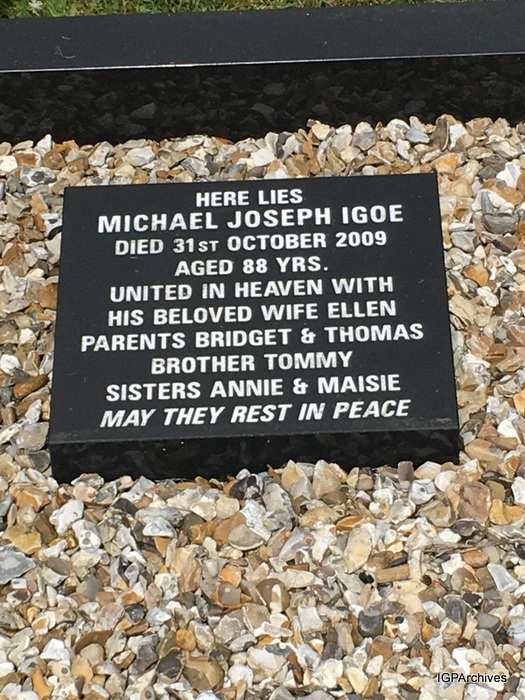 HERE LIES
MICHAEL JOSEPH IGOE
DIED 31ST OCTOBER 2009
AGED 88 YRS.
UNITED IN HEAVEN WITH
HIS BELOVED WIFE ELLEN
PARENTS BRIDGET & THOMAS
BROTHER TOMMY
SISTERS ANNIE & MAISIE
MAY THEY REST IN PEACE
IGPArchives